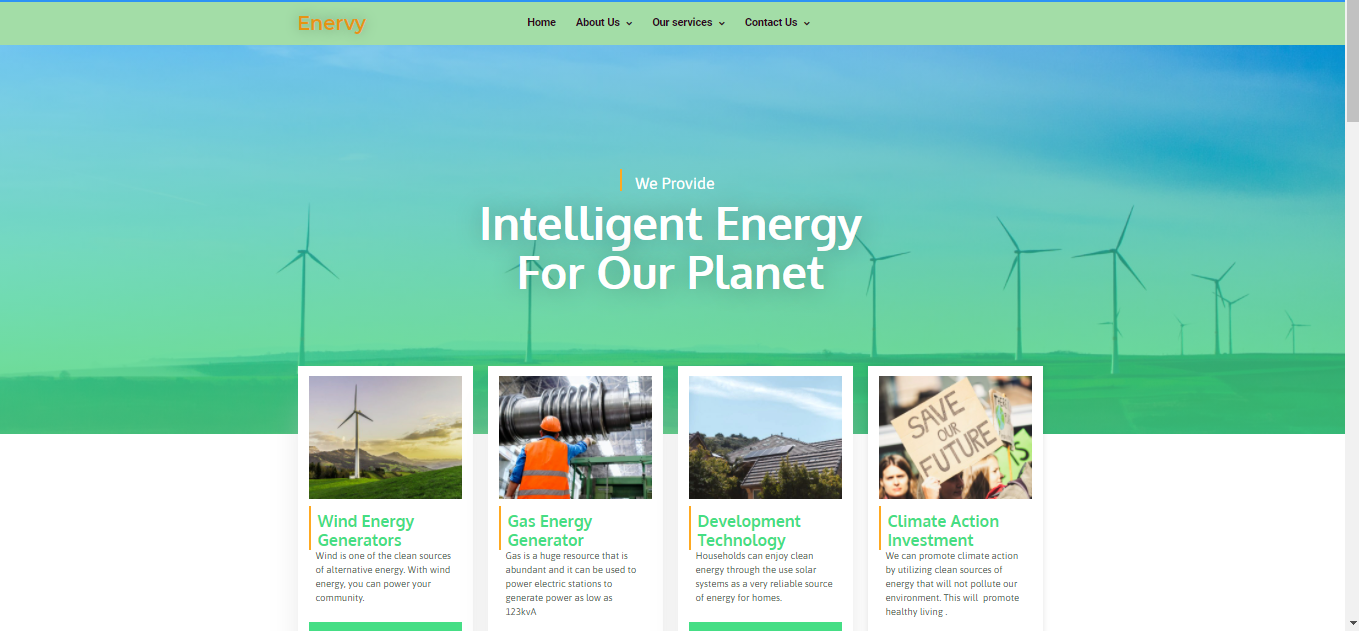 Enervy
Home About Us Our services Contact Us
We Provide
Intelligent Energy
For Our Planet
SAVE
OUR
FUTURE
Wind Energy
Generators
Wind is one of the clean sources
of alternative energy. With wind
energy, you can power your
community.
Gas Energy
Generator
Gas is a huge resource that is
abundant and it can be used to
power electric stations to
generate power as low as
123kvA
Development
Technology
Households can enjoy clean
energy through the use solar
systems as a very reliable source
of energy for homes.
Climate Action
Investment
We can promote climate action
by utilizing clean sources of
energy that will not pollute our
environment. This will  promote
healthy living .